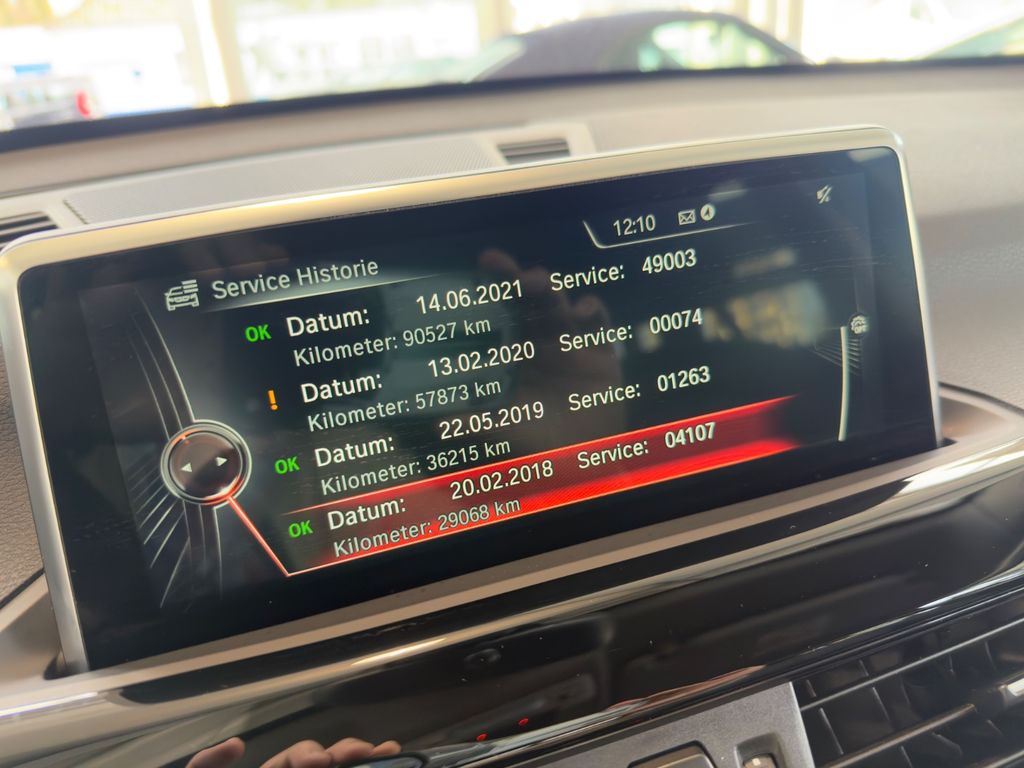 12:10
Service Historie
OK Datum: 14.06.2021 Service: 49003
Kilometer: 90527 km
! Datum: 13.02.2020 Service: 00074
Kilometer: 57873 km
OK Datum: 22.05.2019 Service: 01263
Kilometer: 36215 km
OK Datum: 20.02.2018 Service: 04107
Kilometer: 29068 km